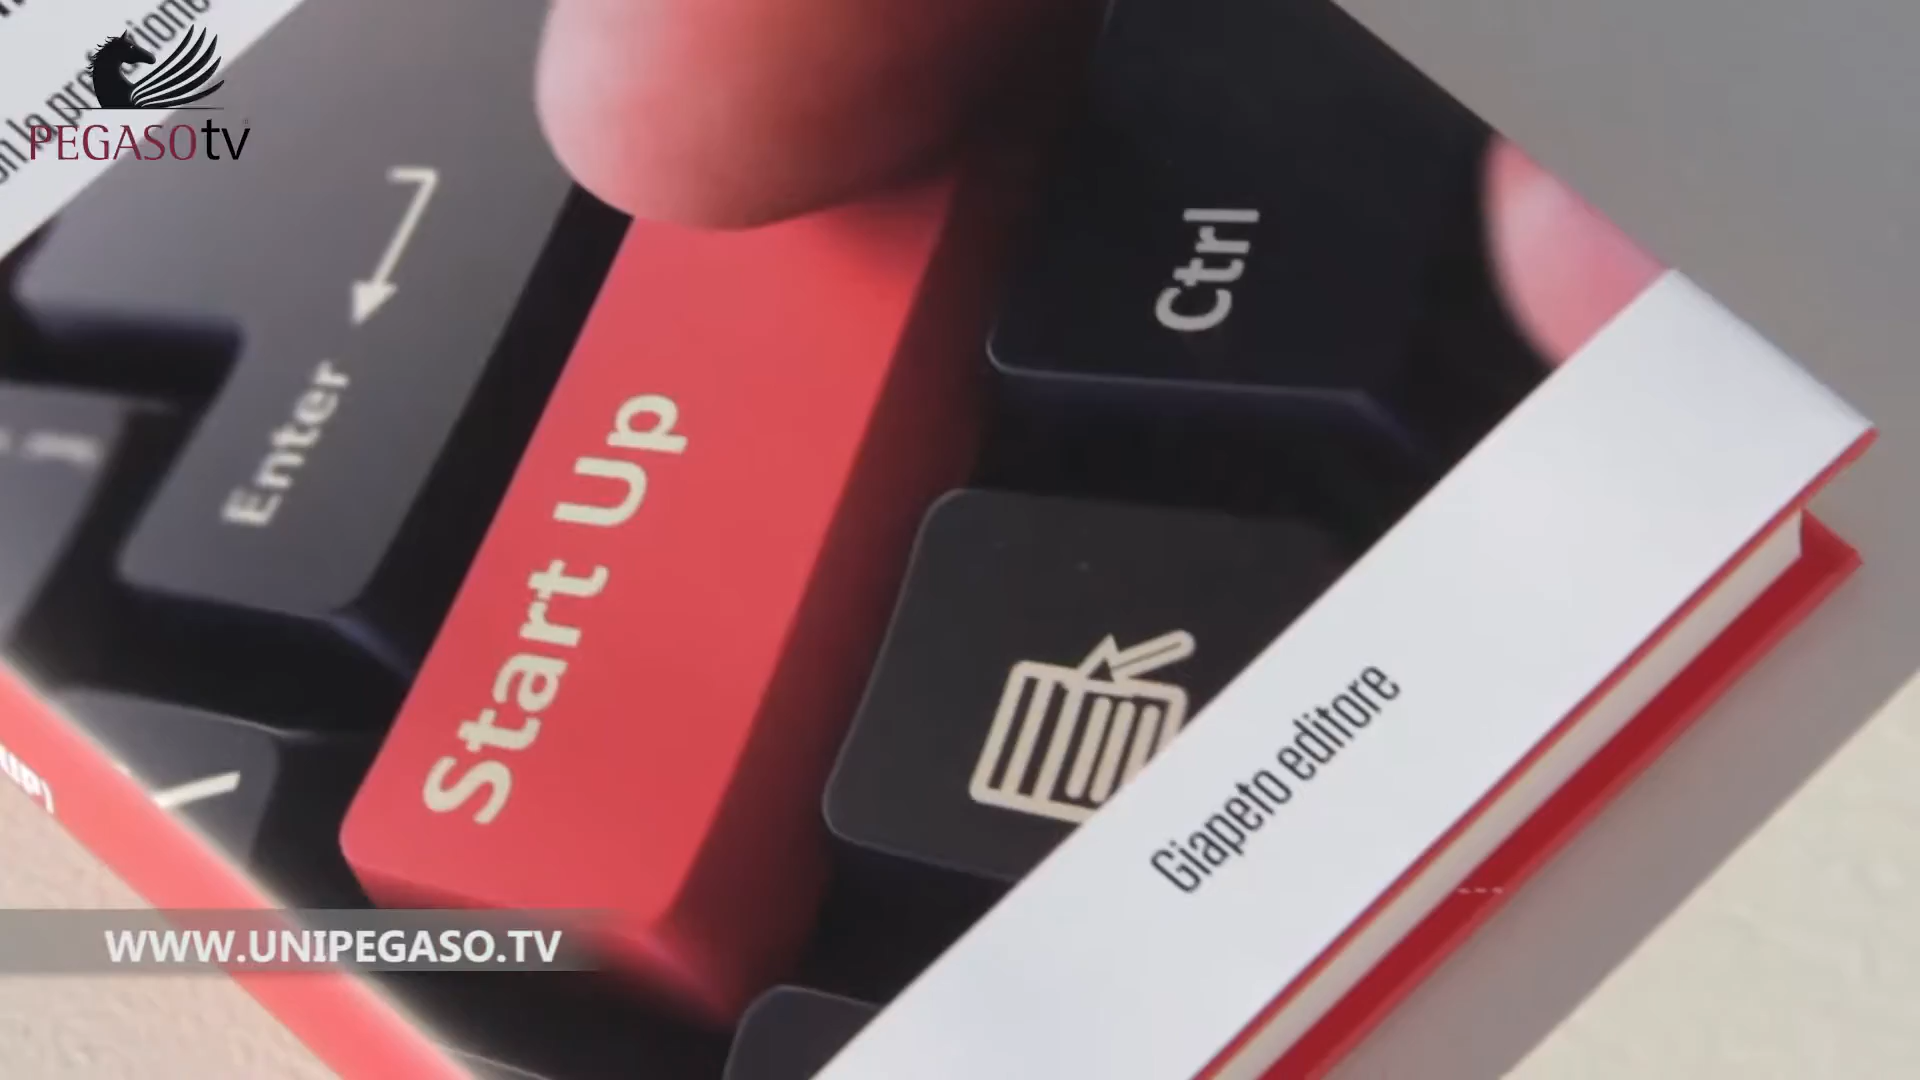 PEGASO tv
Enter
Start Up
Ctrl
Giapeto editore
WWW.UNIPEGASO.TV